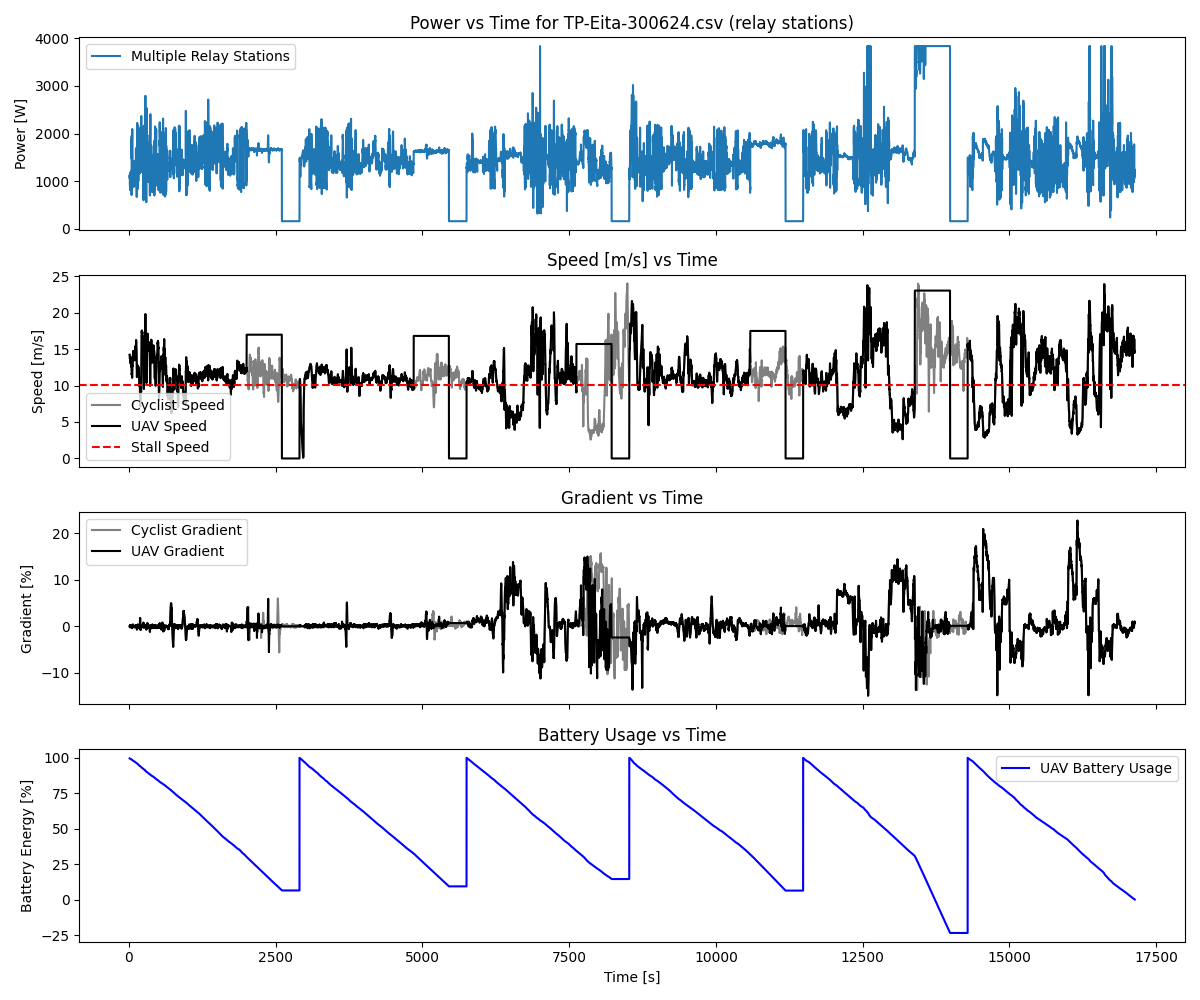 Power vs Time for TP-Eita-300624.csv (relay stations)
4000
3000
2000
1000
0
Power [W]
Multiple Relay Stations
Speed [m/s] vs Time
25
20
15
10
5
0
Speed [m/s]
Cyclist Speed
UAV Speed
Stall Speed
Gradient vs Time
20
10
0
−10
Gradient [%]
Cyclist Gradient
UAV Gradient
Battery Usage vs Time
100
75
50
25
0
−25
Battery Energy [%]
UAV Battery Usage
0 2500 5000 7500 10000 12500 15000 17500
Time [s]